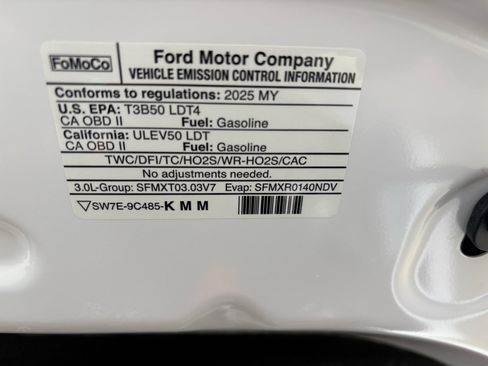 FoMoCo
Ford Motor Company
VEHICLE EMISSION CONTROL INFORMATION
Conforms to regulations: 2025 MY
U.S. EPA: T3B50 LDT4
CA OBD II Fuel: Gasoline
California: ULEV50 LDT
CA OBD II Fuel: Gasoline
TWC/DFI/TC/HO2S/WR-HO2S/CAC
No adjustments needed.
3.0L-Group: SFMXT03.03V7 Evap: SFMXR0140NDV
SW7E-9C485-KMM